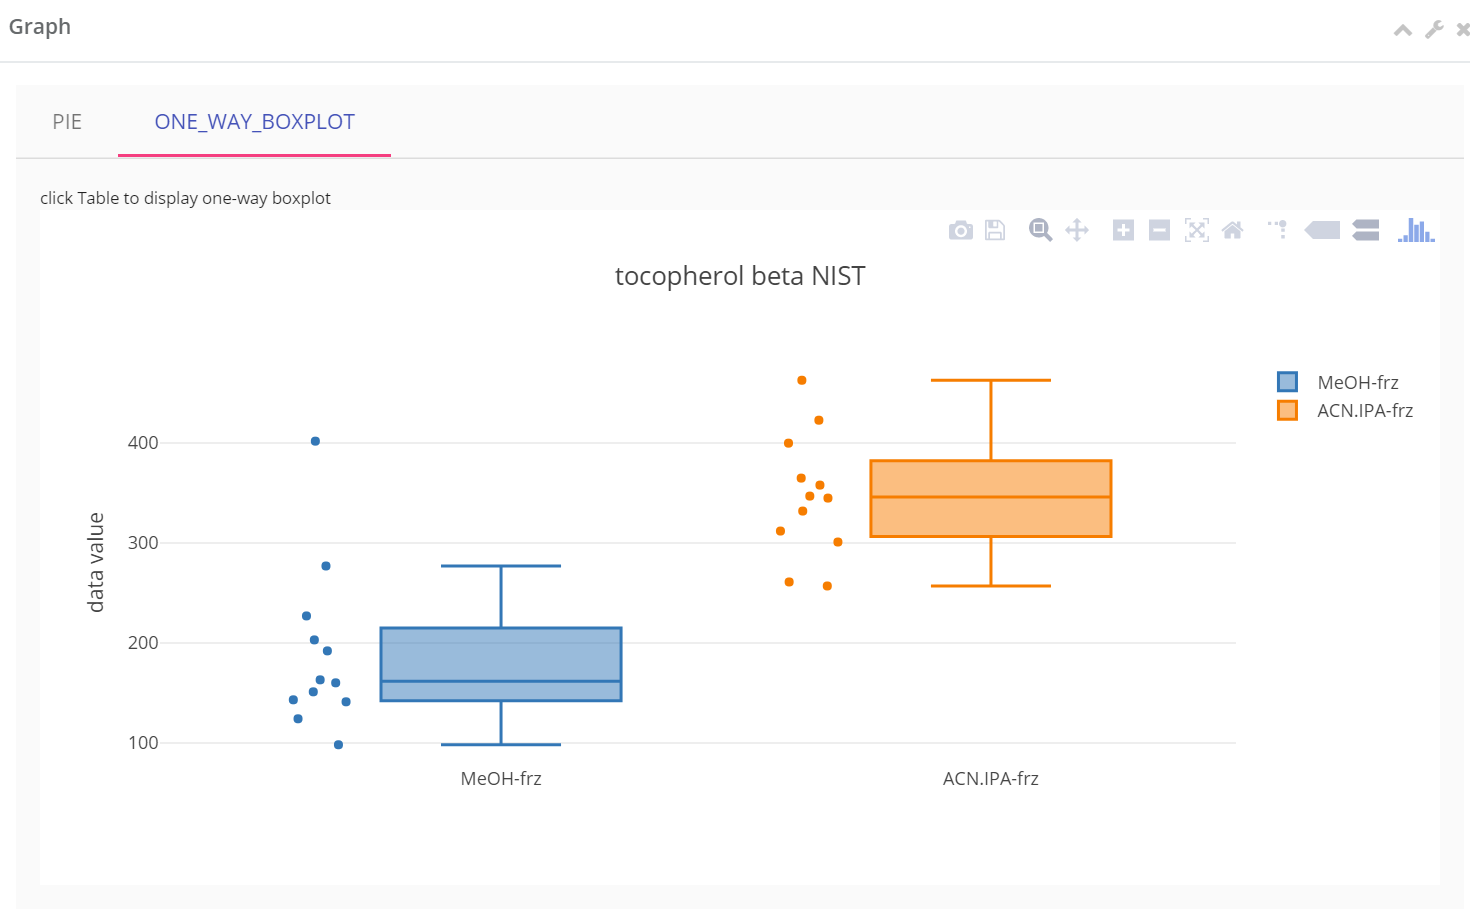 Graph
PIE
ONE_WAY_BOXPLOT
click Table to display one-way boxplot
tocopherol beta NIST
MeOH-frz
ACN.IPA-frz
400
300
200
100
data value
MeOH-frz
ACN.IPA-frz